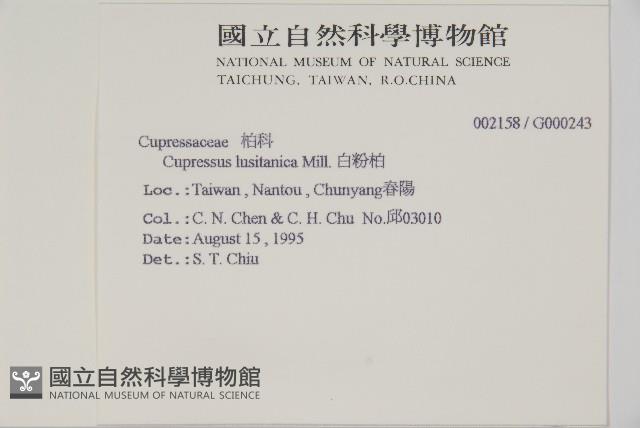 國立自然科學博物館
NATIONAL MUSEUM OF NATURAL SCIENCE
TAICHUNG, TAIWAN, R.O.CHINA
002158 / G000243
Cupressaceae 柏科
Cupressus lusitanica Mill. 白粉柏
Loc.:Taiwan , Nantou , Chunyang春陽
Col.:C. N. Chen & C. H. Chu No.邱03010
Date:August 15 , 1995
Det.:S. T. Chiu
國立自然科學博物館
NATIONAL MUSEUM OF NATURAL SCIENCE